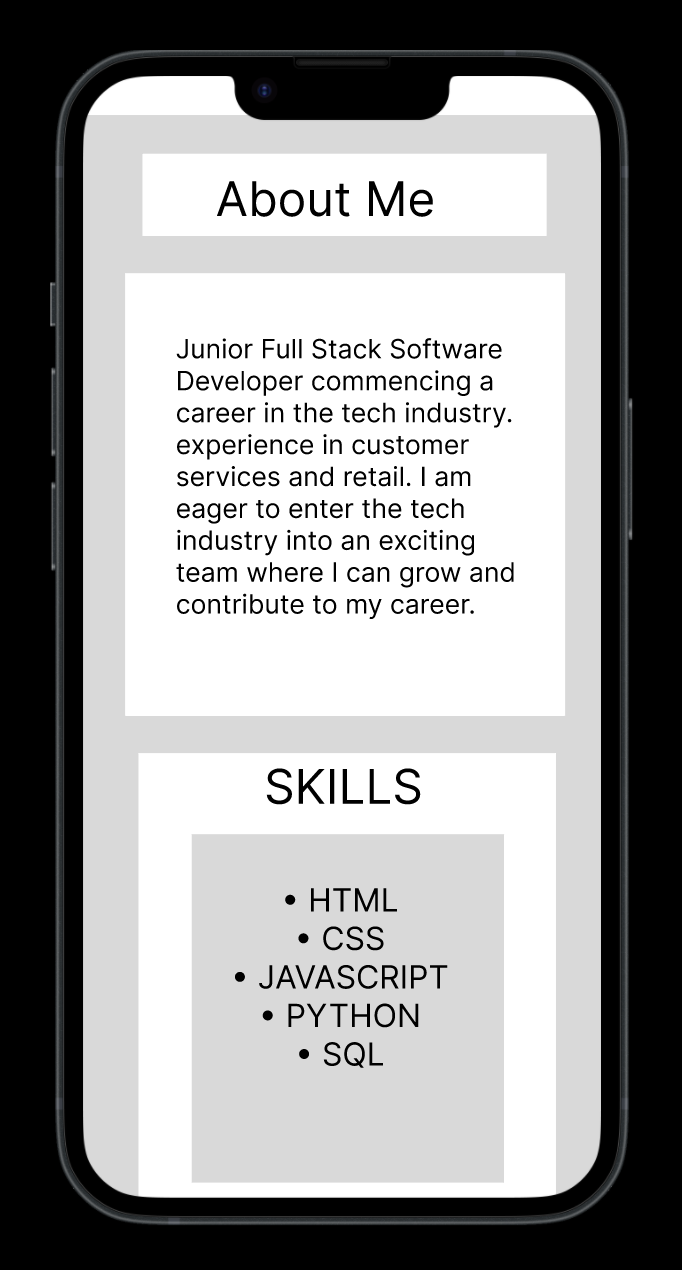 About Me
Junior Full Stack Software
Developer commencing a
career in the tech industry.
experience in customer
services and retail. I am
eager to enter the tech
industry into an exciting
team where I can grow and
contribute to my career.
SKILLS
• HTML
• CSS
• JAVASCRIPT
• PYTHON
• SQL